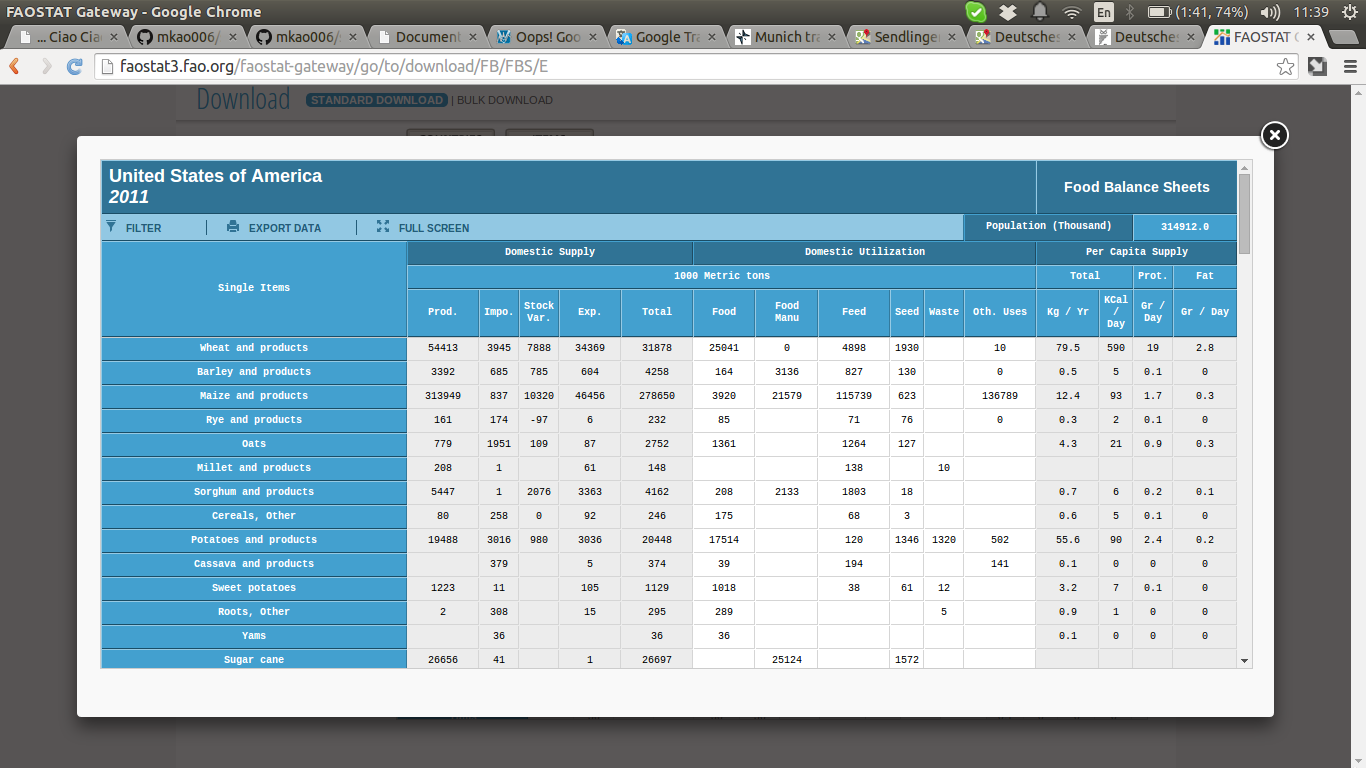 FAOSTAT Gateway - Google Chrome En (1:41, 74%) 11:39
... Ciao Cia mkao006/ mkao006/s Document Oops! Goo Google Tra Munich tra Sendlinge Deutsches Deutsches FAOSTAT G
faostat3.fao.org/faostat-gateway/go/to/download/FB/FBS/E
Download STANDARD DOWNLOAD | BULK DOWNLOAD
United States of America
2011
Food Balance Sheets
FILTER | EXPORT DATA | FULL SCREEN Population (Thousand) 314912.0
Single Items Domestic Supply Domestic Utilization Per Capita Supply
1000 Metric tons Total Prot. Fat
Prod. Impo. Stock Var. Exp. Total Food Food Manu Feed Seed Waste Oth. Uses Kg / Yr KCal / Day Gr / Day Gr / Day
Wheat and products 54413 3945 7888 34369 31878 25041 0 4898 1930 10 79.5 590 19 2.8
Barley and products 3392 685 785 604 4258 164 3136 827 130 0 0.5 5 0.1 0
Maize and products 313949 837 10320 46456 278650 3920 21579 115739 623 136789 12.4 93 1.7 0.3
Rye and products 161 174 -97 6 232 85 71 76 0 0.3 2 0.1 0
Oats 779 1951 109 87 2752 1361 1264 127 4.3 21 0.9 0.3
Millet and products 208 1 61 148 138 10
Sorghum and products 5447 1 2076 3363 4162 208 2133 1803 18 0.7 6 0.2 0.1
Cereals, Other 80 258 0 92 246 175 68 3 0.6 5 0.1 0
Potatoes and products 19488 3016 980 3036 20448 17514 120 1346 1320 502 55.6 90 2.4 0.2
Cassava and products 379 5 374 39 194 141 0.1 0 0 0
Sweet potatoes 1223 11 105 1129 1018 38 61 12 3.2 7 0.1 0
Roots, Other 2 308 15 295 289 5 0.9 1 0 0
Yams 36 36 36 0.1 0 0 0
Sugar cane 26656 41 1 26697 25124 1572